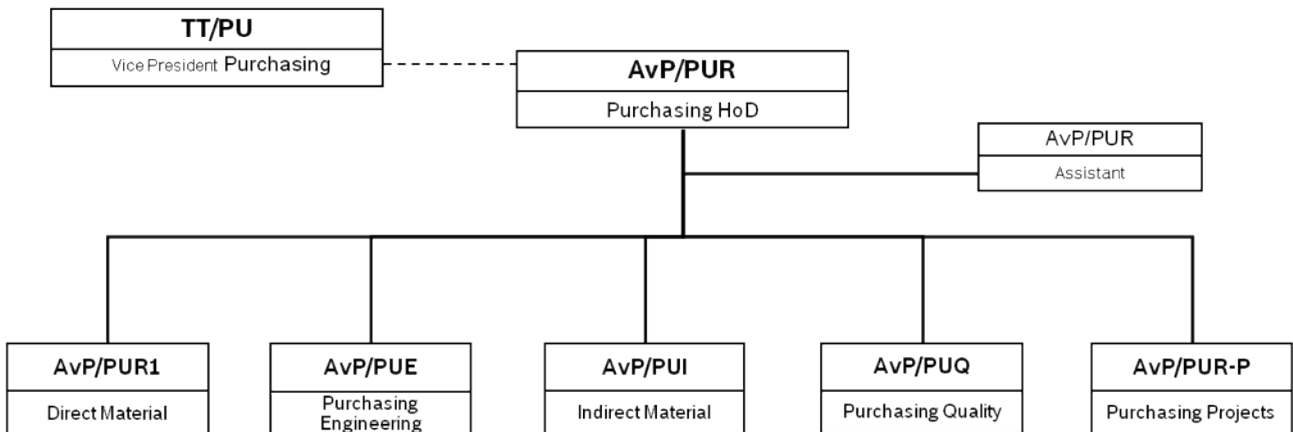 TT/PU
Vice President Purchasing
AvP/PUR
Purchasing HoD
AvP/PUR
Assistant
AvP/PUR1
Direct Material
AvP/PUE
Purchasing
Engineering
AvP/PUI
Indirect Material
AvP/PUQ
Purchasing Quality
AvP/PUR-P
Purchasing Projects